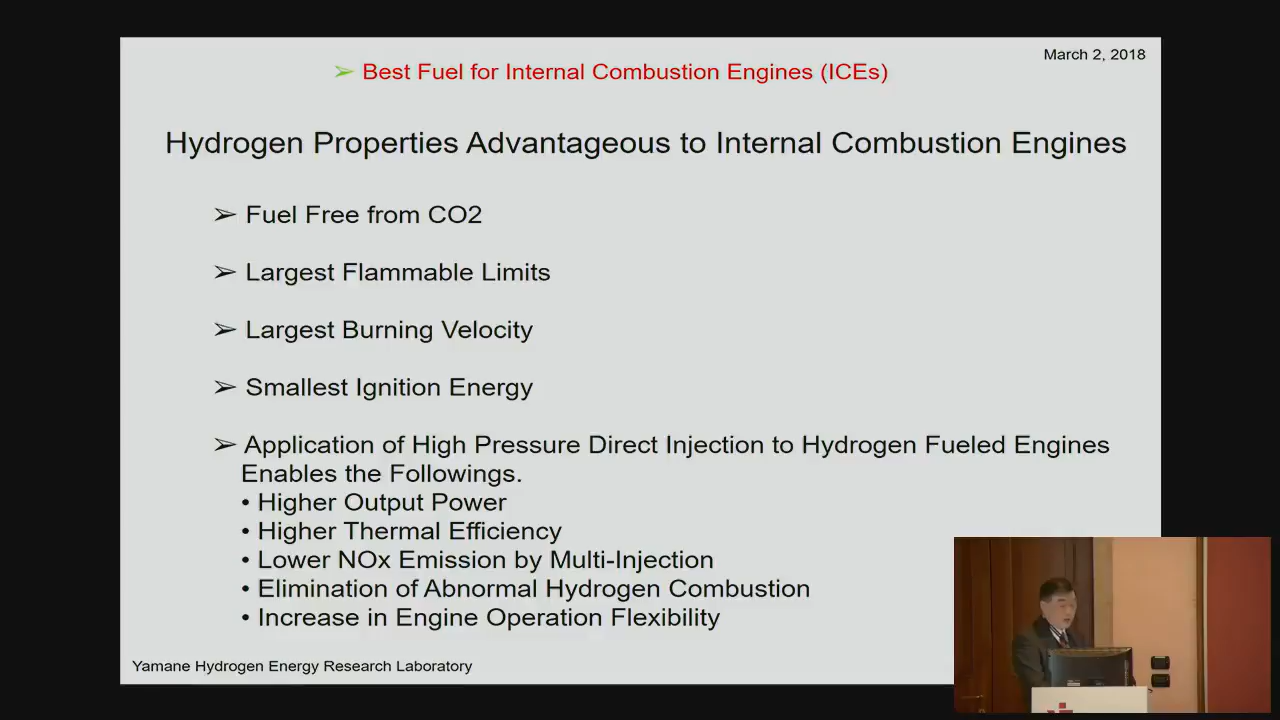 March 2, 2018
➢ Best Fuel for Internal Combustion Engines (ICEs)
Hydrogen Properties Advantageous to Internal Combustion Engines
➢ Fuel Free from CO2
➢ Largest Flammable Limits
➢ Largest Burning Velocity
➢ Smallest Ignition Energy
➢ Application of High Pressure Direct Injection to Hydrogen Fueled Engines
Enables the Followings.
• Higher Output Power
• Higher Thermal Efficiency
• Lower NOx Emission by Multi-Injection
• Elimination of Abnormal Hydrogen Combustion
• Increase in Engine Operation Flexibility
Yamane Hydrogen Energy Research Laboratory